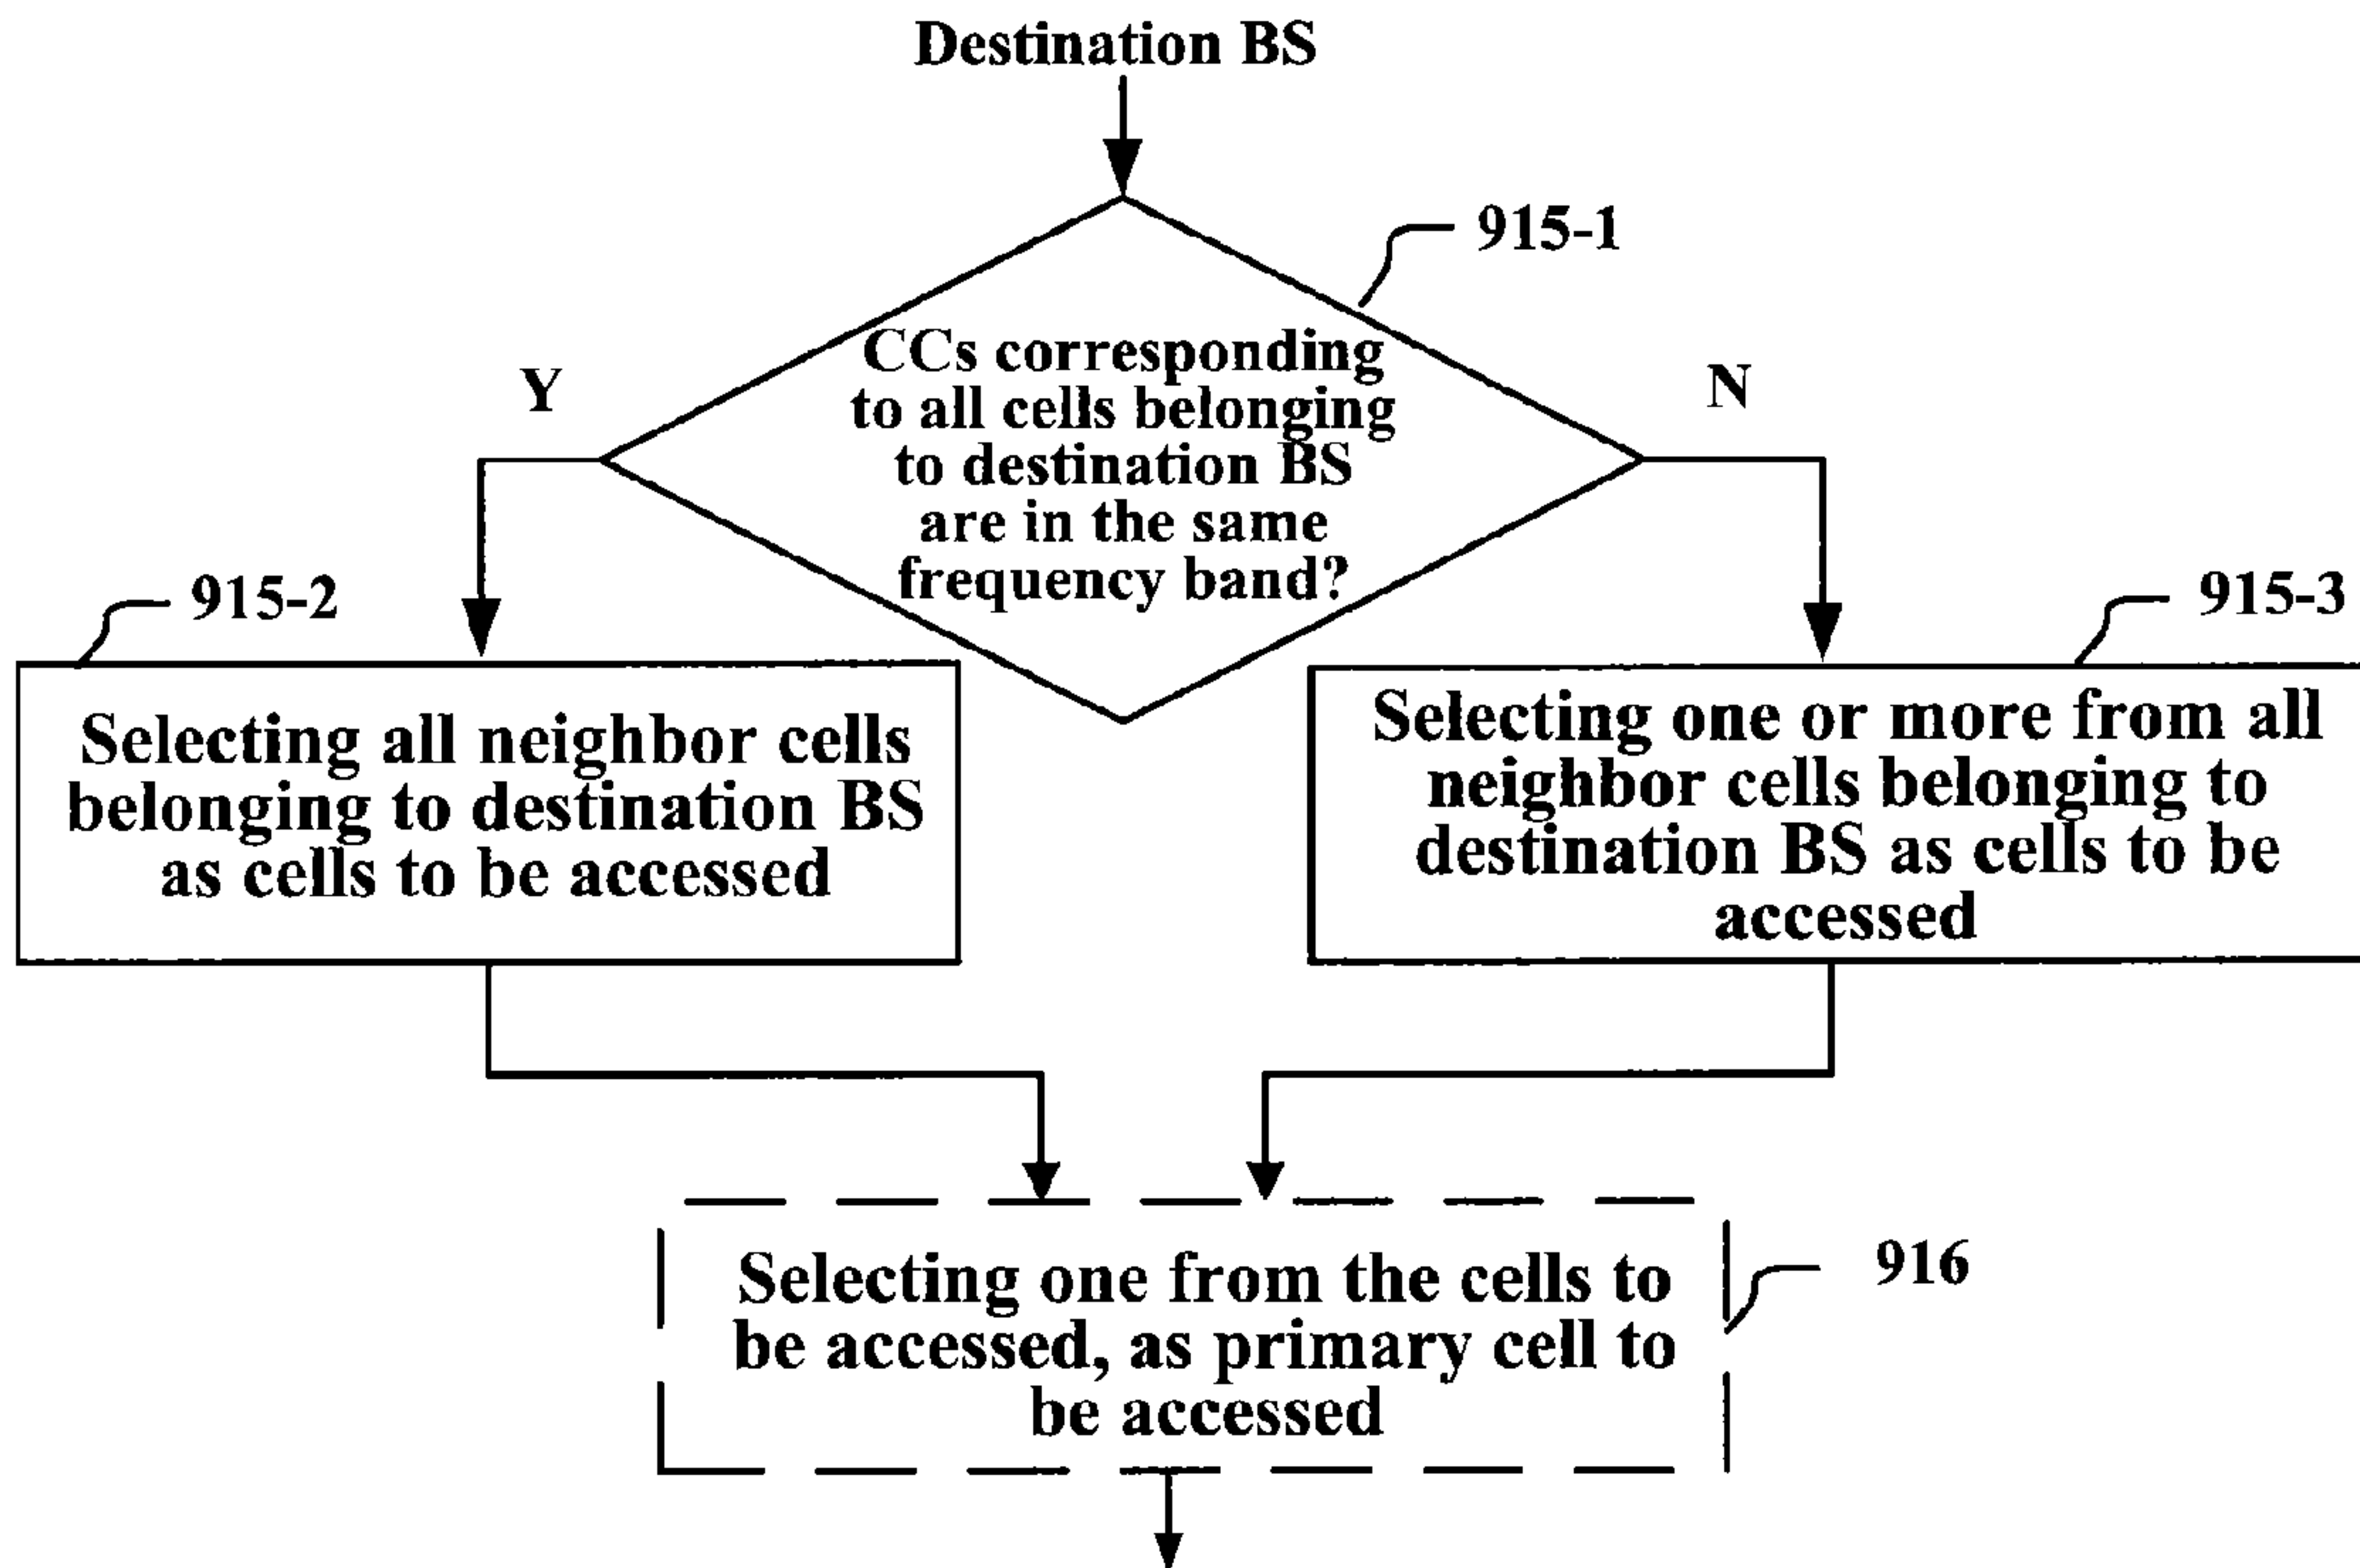 Destination BS
915-1
CCs corresponding
to all cells belonging
to destination BS
are in the same
frequency band?
Y
N
915-2
915-3
Selecting all neighbor cells
belonging to destination BS
as cells to be accessed
Selecting one or more from all
neighbor cells belonging to
destination BS as cells to be
accessed
Selecting one from the cells to
be accessed, as primary cell to
be accessed
916